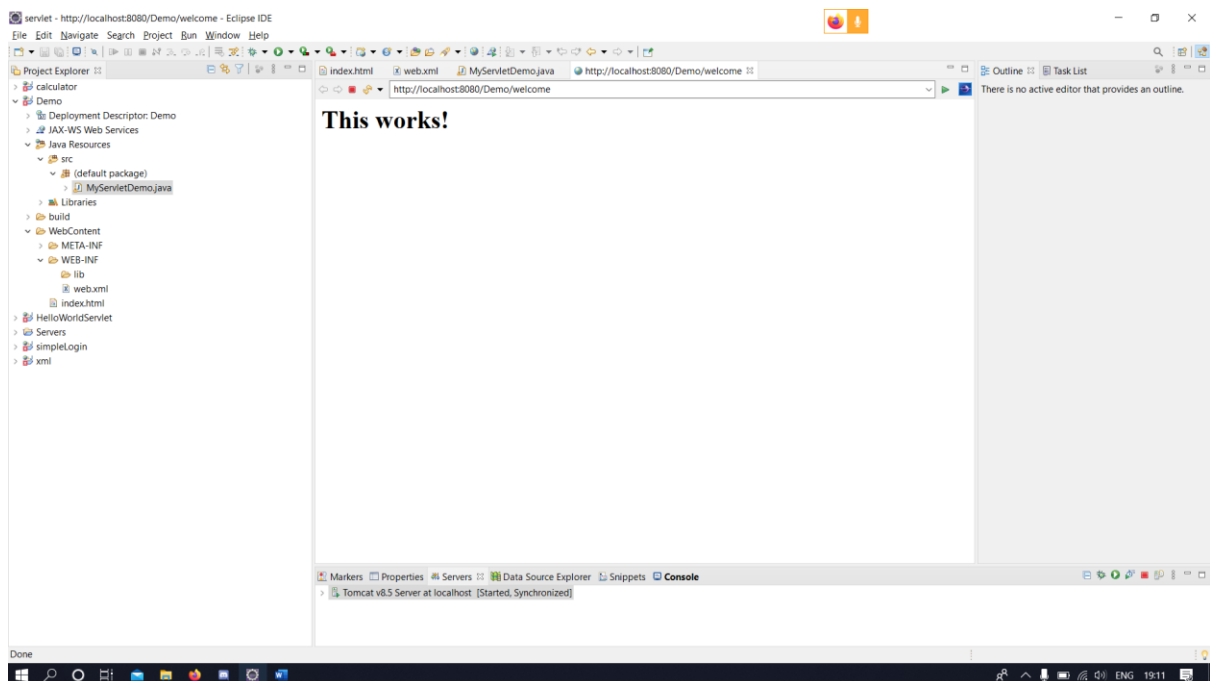 servlet - http://localhost:8080/Demo/welcome - Eclipse IDE
File Edit Navigate Search Project Run Window Help
Project Explorer
index.html web.xml MyServletDemo.java http://localhost:8080/Demo/welcome
Outline Task List
calculator
http://localhost:8080/Demo/welcome
There is no active editor that provides an outline.
Demo
Deployment Descriptor: Demo
This works!
JAX-WS Web Services
Java Resources
src
(default package)
MyServletDemo.java
Libraries
build
WebContent
META-INF
WEB-INF
lib
web.xml
index.html
HelloWorldServlet
Servers
simpleLogin
xml
Markers Properties Servers Data Source Explorer Snippets Console
Tomcat v8.5 Server at localhost [Started, Synchronized]
Done
ENG 19:11